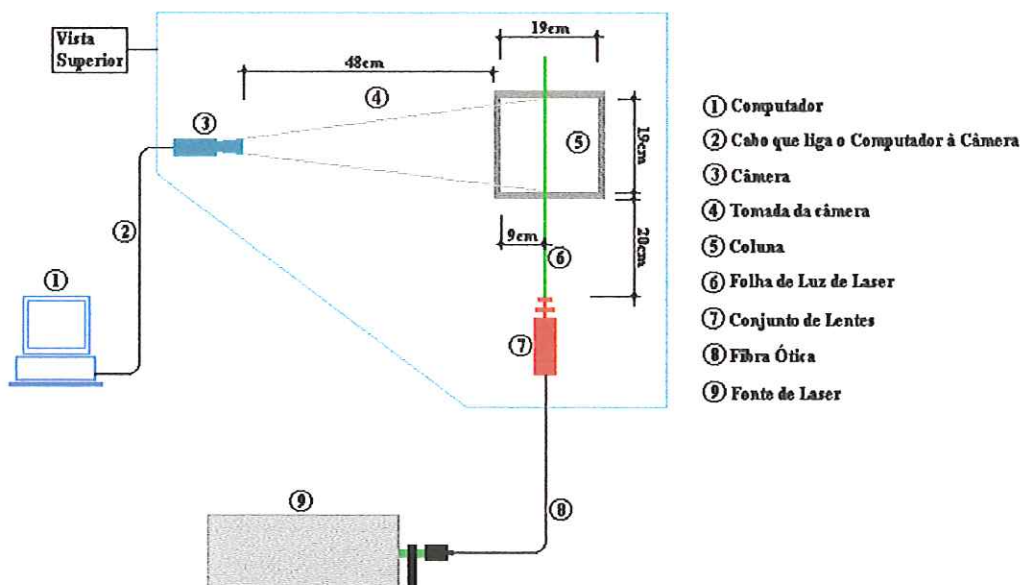 Vista
Superior
19cm
48cm
④
③
⑤
19cm
②
9cm
⑥
20cm
①
⑦
⑨
⑧
① Computador
② Cabo que liga o Computador à Câmera
③ Câmera
④ Tomada da câmera
⑤ Coluna
⑥ Folha de Luz de Laser
⑦ Conjunto de Lentes
⑧ Fibra Ótica
⑨ Fonte de Laser